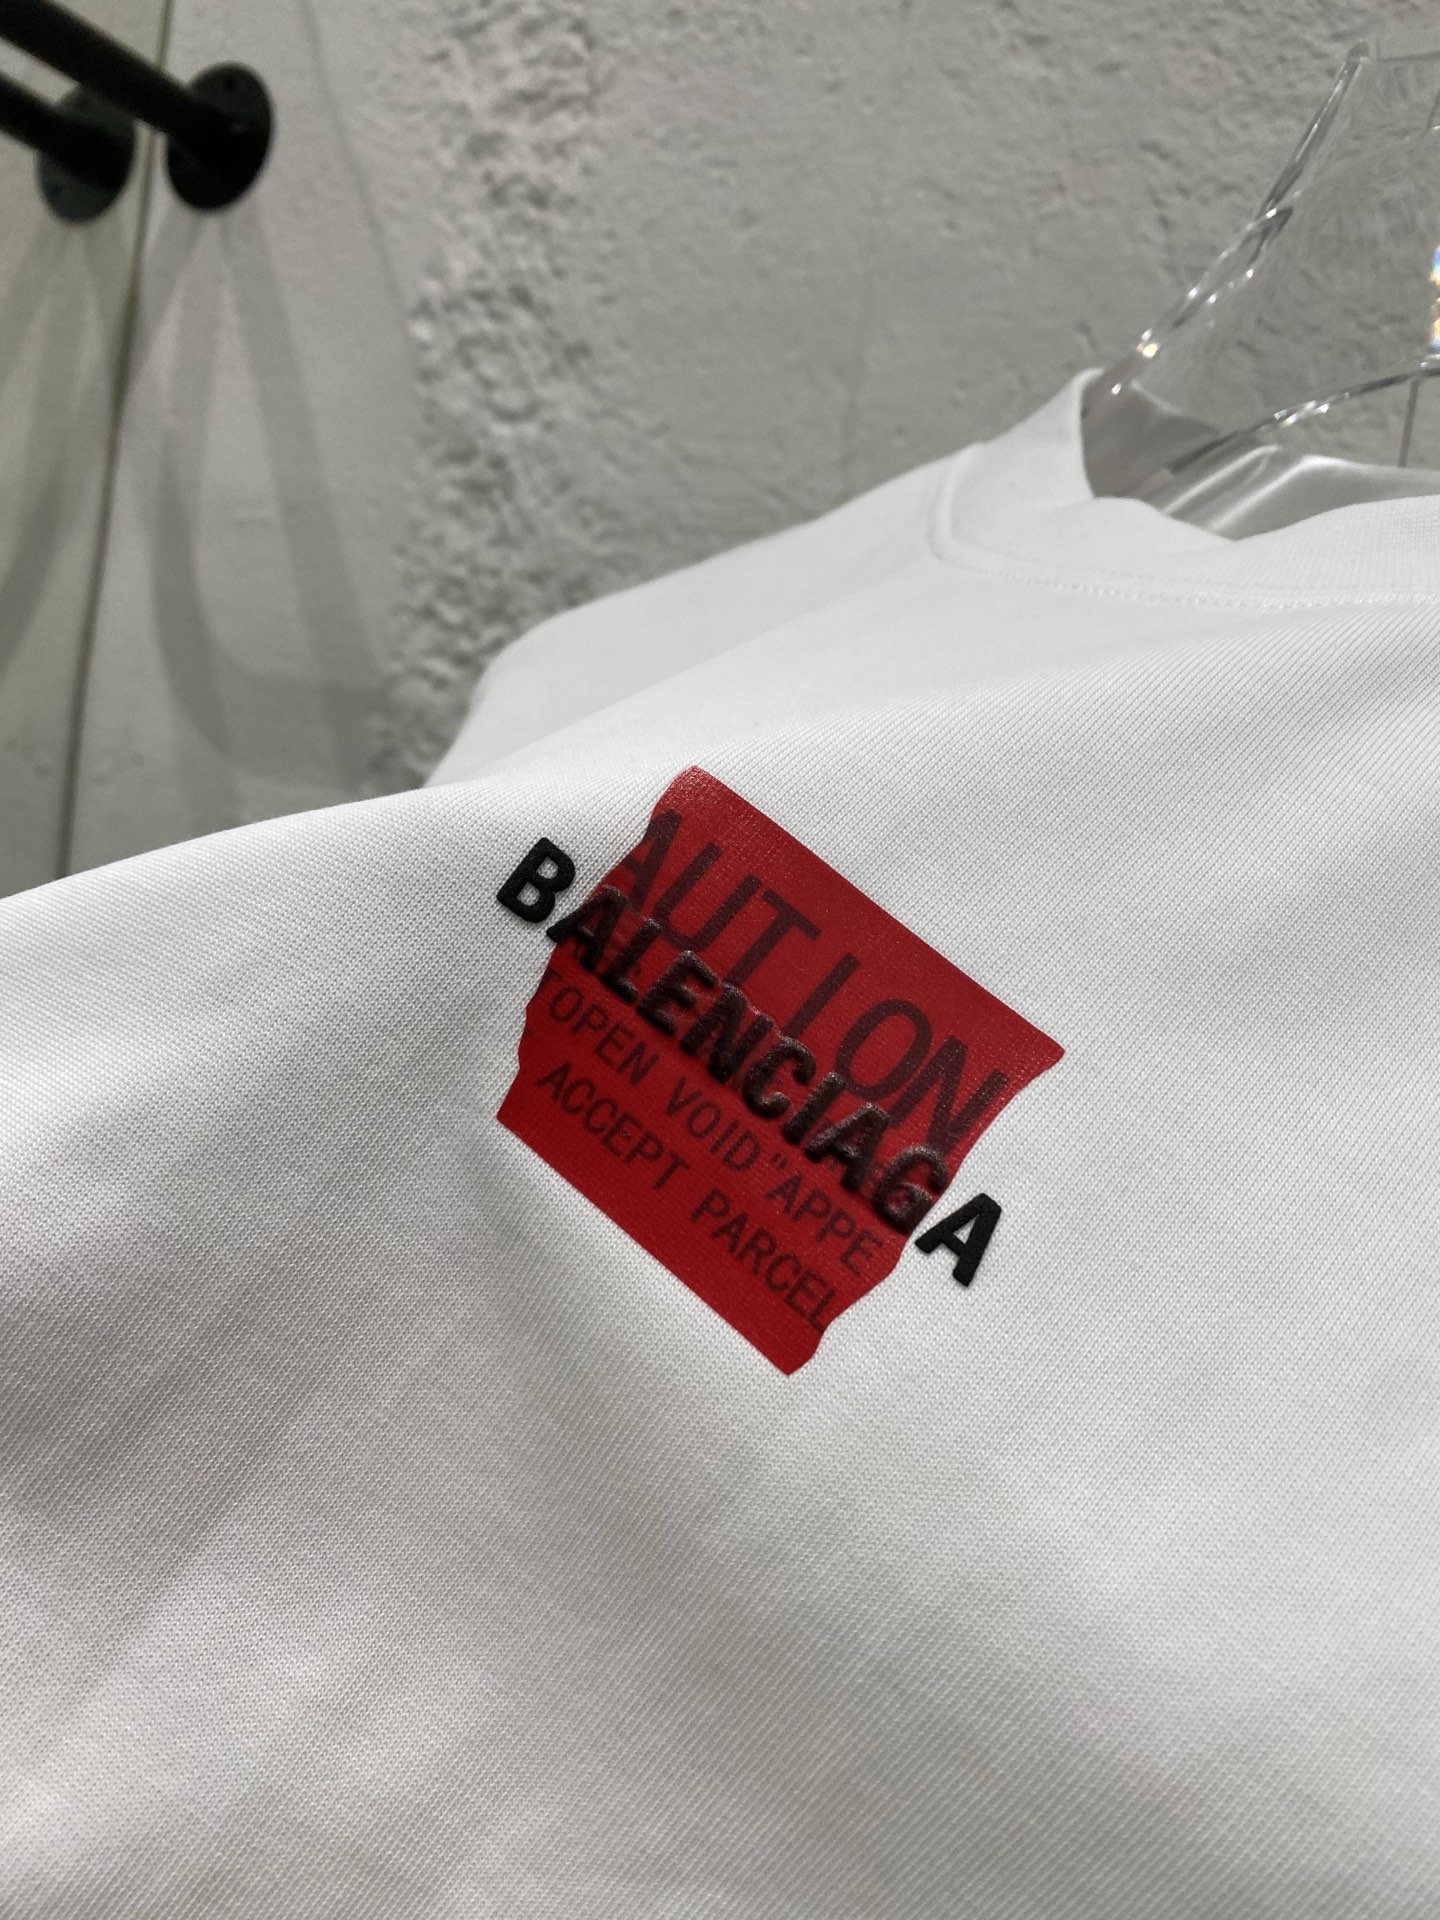 AUTION
BALENCIAGA
TOPEN VOID "APPE
ACCEPT PARCEL